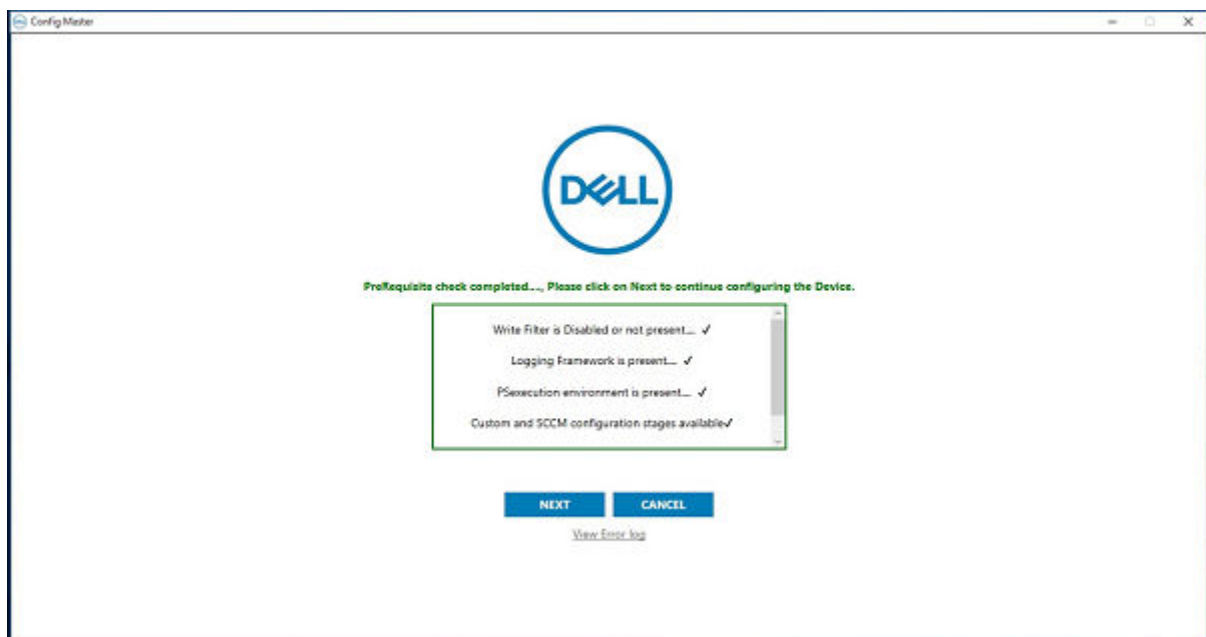 Config Master
DELL
PreRequisite check completed...., Please click on Next to continue configuring the Device.
Write Filter is Disabled or not present.... ✓
Logging Framework is present.... ✓
PSexecution environment is present.... ✓
Custom and SCCM configuration stages available✓
NEXT
CANCEL
View Error log